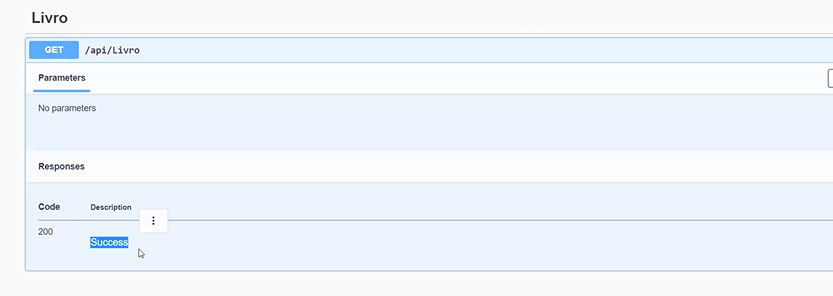 Livro
GET /api/Livro
Parameters
No parameters
Responses
Code Description
200
Success